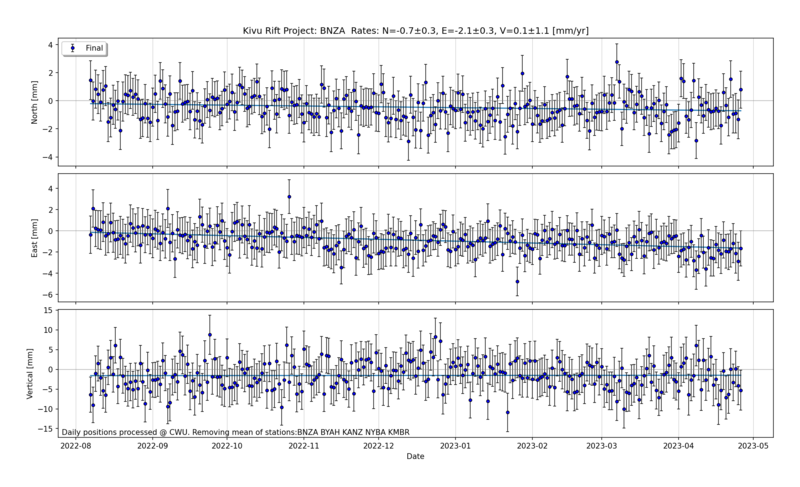 Kivu Rift Project: BNZA Rates: N=-0.7±0.3, E=-2.1±0.3, V=0.1±1.1 [mm/yr]
Final
North [mm]
4
2
0
−2
−4
East [mm]
4
2
0
−2
−4
−6
Vertical [mm]
15
10
5
0
−5
−10
−15
Daily positions processed @ CWU. Removing mean of stations:BNZA BYAH KANZ NYBA KMBR
2022-08 2022-09 2022-10 2022-11 2022-12 2023-01 2023-02 2023-03 2023-04 2023-05
Date